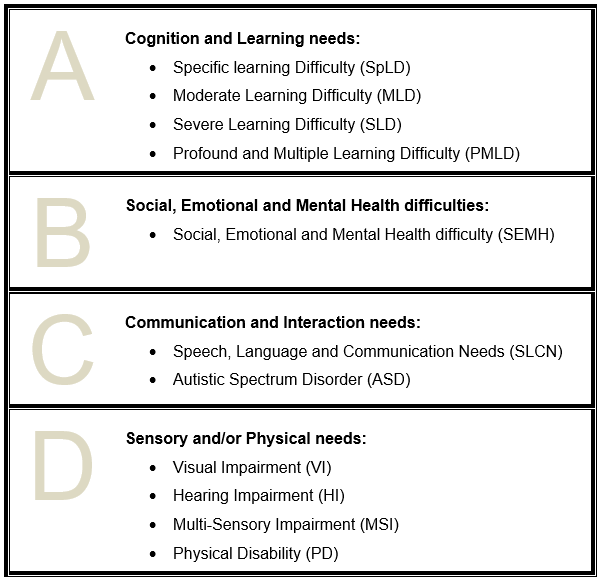 A
Cognition and Learning needs:
• Specific learning Difficulty (SpLD)
• Moderate Learning Difficulty (MLD)
• Severe Learning Difficulty (SLD)
• Profound and Multiple Learning Difficulty (PMLD)
B
Social, Emotional and Mental Health difficulties:
• Social, Emotional and Mental Health difficulty (SEMH)
C
Communication and Interaction needs:
• Speech, Language and Communication Needs (SLCN)
• Autistic Spectrum Disorder (ASD)
D
Sensory and/or Physical needs:
• Visual Impairment (VI)
• Hearing Impairment (HI)
• Multi-Sensory Impairment (MSI)
• Physical Disability (PD)